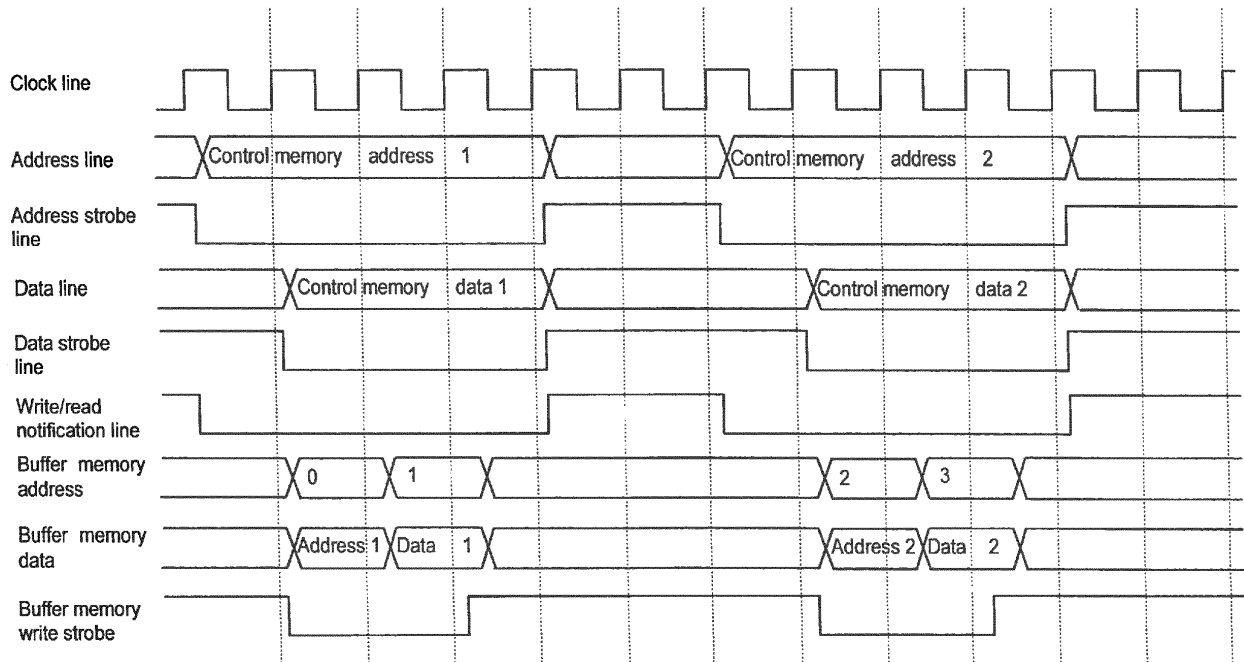 Clock line
Address line
Control memory address 1
Control memory address 2
Address strobe
line
Data line
Control memory data 1
Control memory data 2
Data strobe
line
Write/read
notification line
Buffer memory
address
0
1
2
3
Buffer memory
data
Address 1
Data 1
Address 2
Data 2
Buffer memory
write strobe